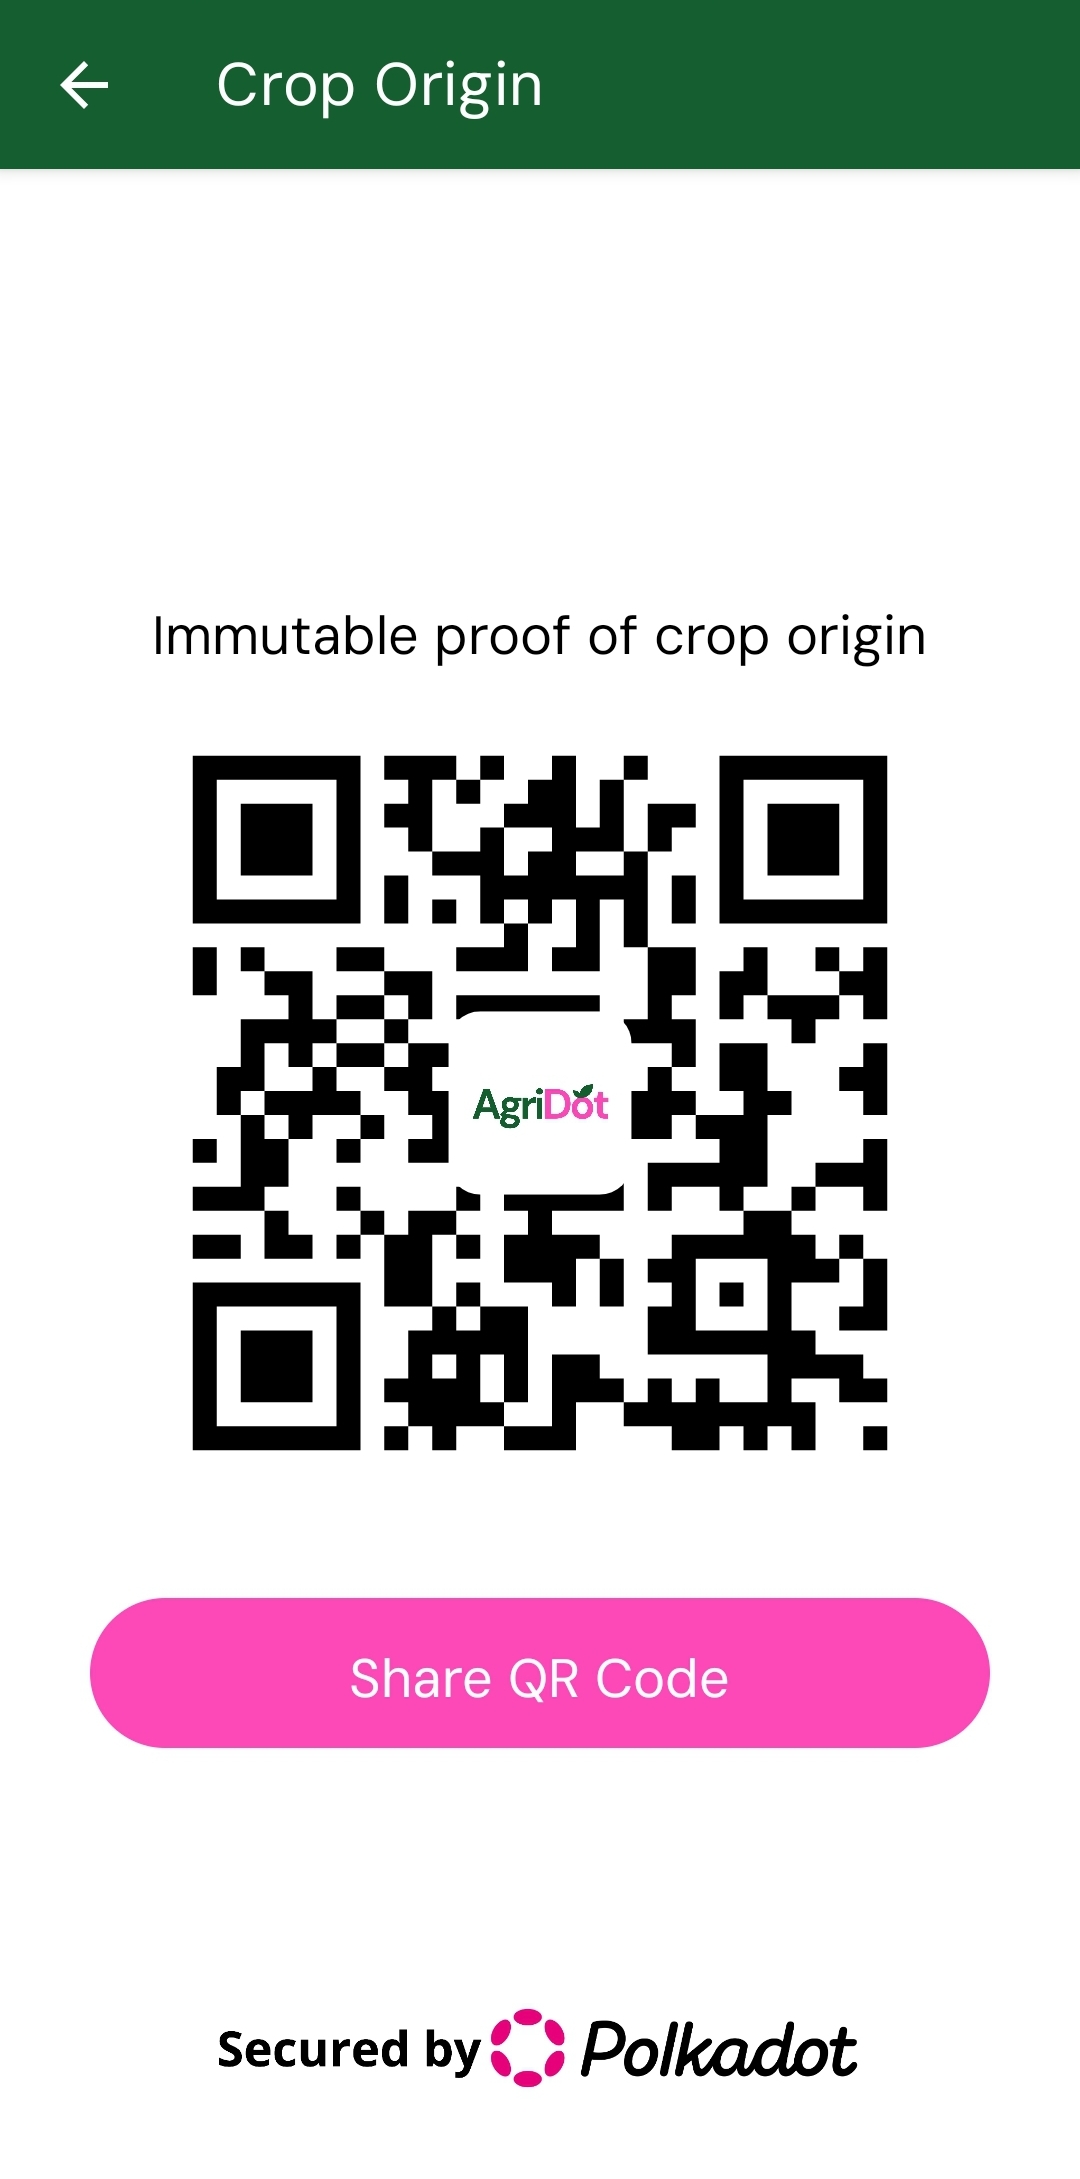 Crop Origin
Immutable proof of crop origin
AgriDot
Share QR Code
Secured by Polkadot